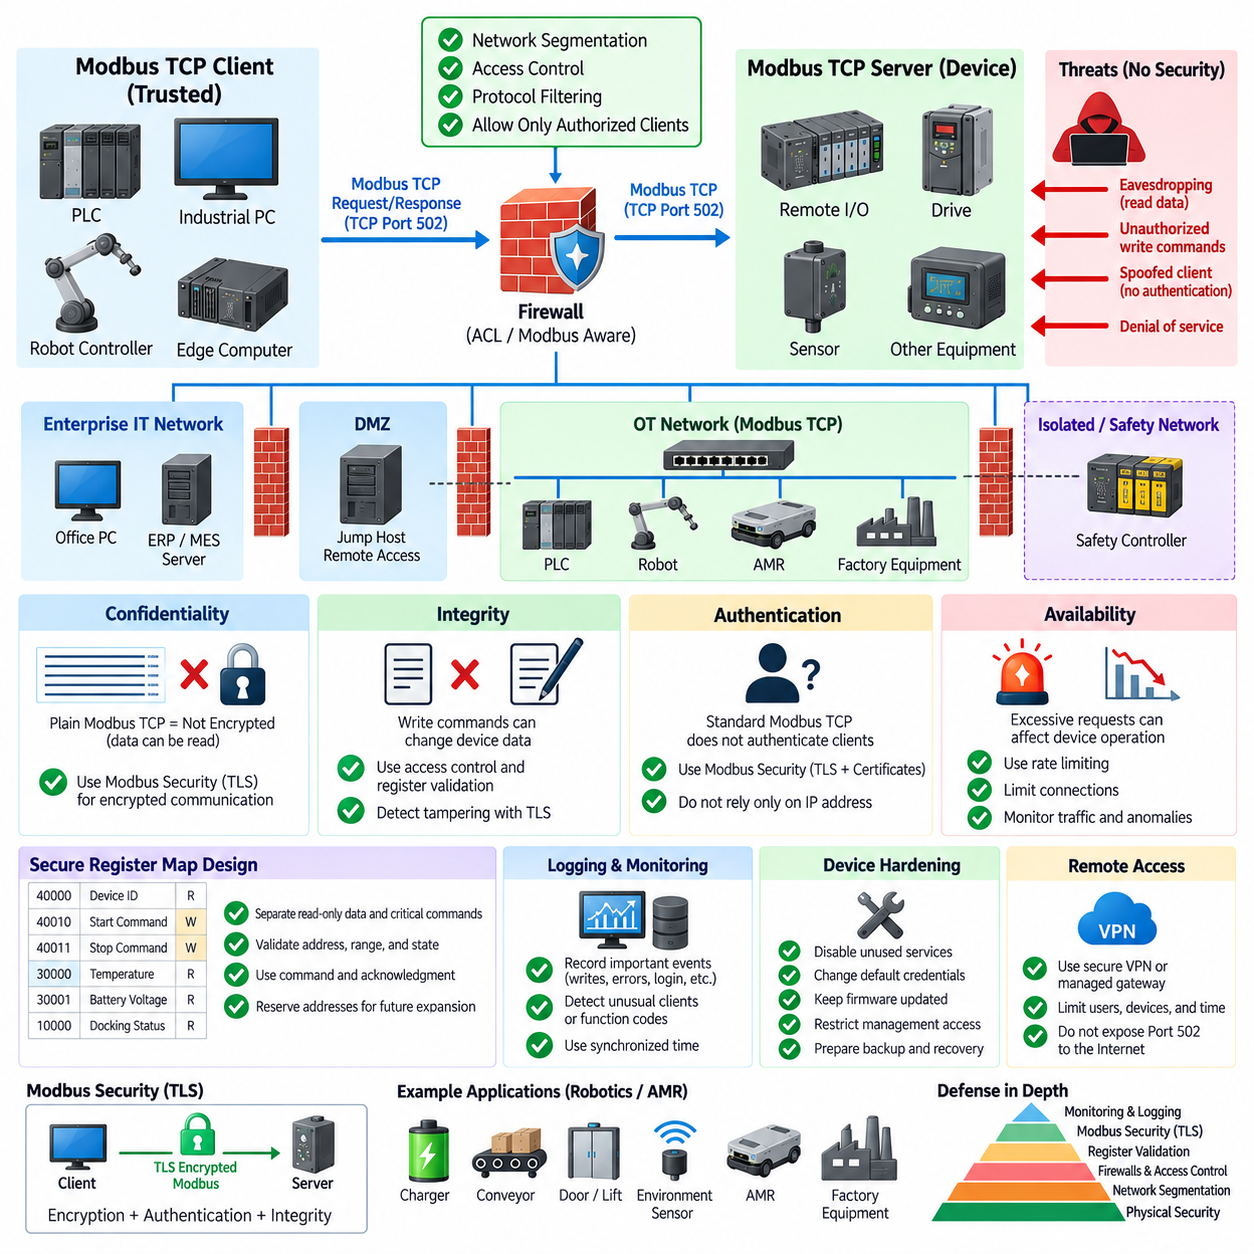 Network Segmentation
Access Control
Protocol Filtering
Allow Only Authorized Clients
Modbus TCP Client
(Trusted)
PLC
Industrial PC
Robot Controller
Edge Computer
Modbus TCP
Request/Response
(TCP Port 502)
Firewall
(ACL / Modbus Aware)
Modbus TCP
(TCP Port 502)
Modbus TCP Server (Device)
Remote I/O
Drive
Sensor
Other Equipment
Threats (No Security)
Eavesdropping
(read data)
Unauthorized
write commands
Spoofed client
(no authentication)
Denial of service
Enterprise IT Network
Office PC
ERP / MES
Server
DMZ
Jump Host
Remote Access
OT Network (Modbus TCP)
PLC
Robot
AMR
Factory Equipment
Isolated / Safety Network
Safety Controller
Confidentiality
Plain Modbus TCP = Not Encrypted
(data can be read)
Use Modbus Security (TLS)
for encrypted communication
Integrity
Write commands can
change device data
Use access control and
register validation
Detect tampering with TLS
Authentication
?
Standard Modbus TCP
does not authenticate clients
Use Modbus Security (TLS + Certificates)
Do not rely only on IP address
Availability
Excessive requests can
affect device operation
Use rate limiting
Limit connections
Monitor traffic and anomalies
Secure Register Map Design
40000 Device ID R
40010 Start Command W
40011 Stop Command W
30000 Temperature R
30001 Battery Voltage R
10000 Docking Status R
Separate read-only data and critical commands
Validate address, range, and state
Use command and acknowledgment
Reserve addresses for future expansion
Logging & Monitoring
Record important events
(writes, errors, login, etc.)
Detect unusual clients
or function codes
Use synchronized time
Device Hardening
Disable unused services
Change default credentials
Keep firmware updated
Restrict management access
Prepare backup and recovery
Remote Access
VPN
Use secure VPN or
managed gateway
Limit users, devices, and time
Do not expose Port 502
to the Internet
Modbus Security (TLS)
Client
TLS Encrypted
Modbus
Server
Encryption + Authentication + Integrity
Example Applications (Robotics / AMR)
Charger
Conveyor
Door / Lift
Environment
Sensor
AMR
Factory
Equipment
Defense in Depth
Monitoring & Logging
Modbus Security (TLS)
Register Validation
Firewalls & Access Control
Network Segmentation
Physical Security